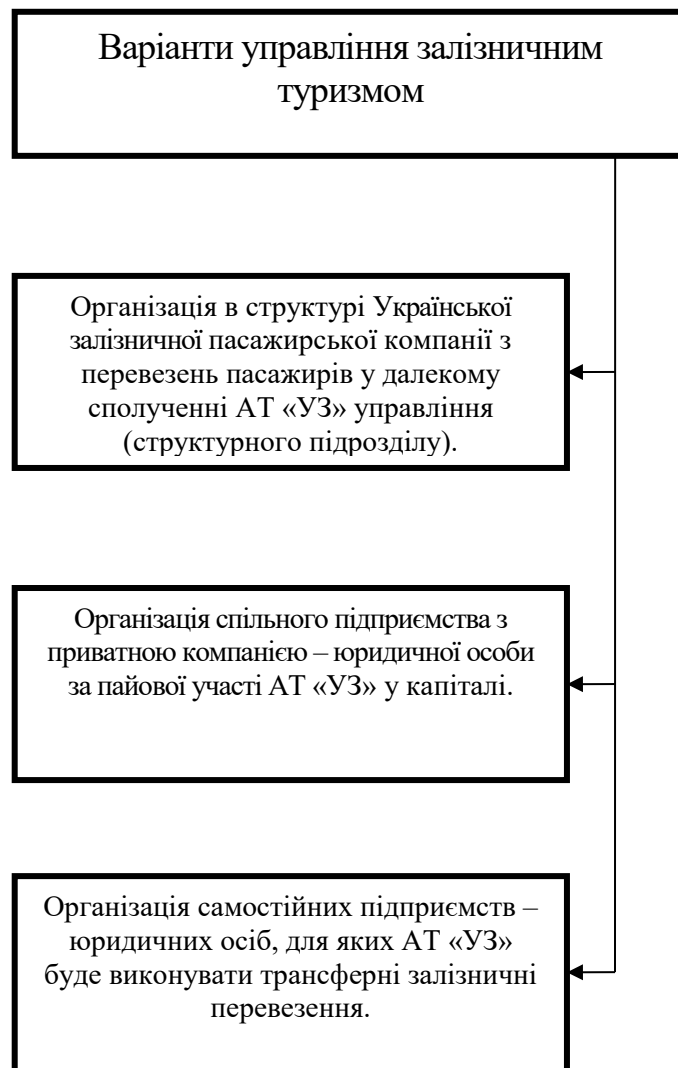 Варіанти управління залізничним
туризмом
Організація в структурі Української
залізничної пасажирської компанії з
перевезень пасажирів у далекому
сполученні АТ «УЗ» управління
(структурного підрозділу).
Організація спільного підприємства з
приватною компанією – юридичної особи
за пайової участі АТ «УЗ» у капіталі.
Організація самостійних підприємств –
юридичних осіб, для яких АТ «УЗ»
буде виконувати трансферні залізничні
перевезення.